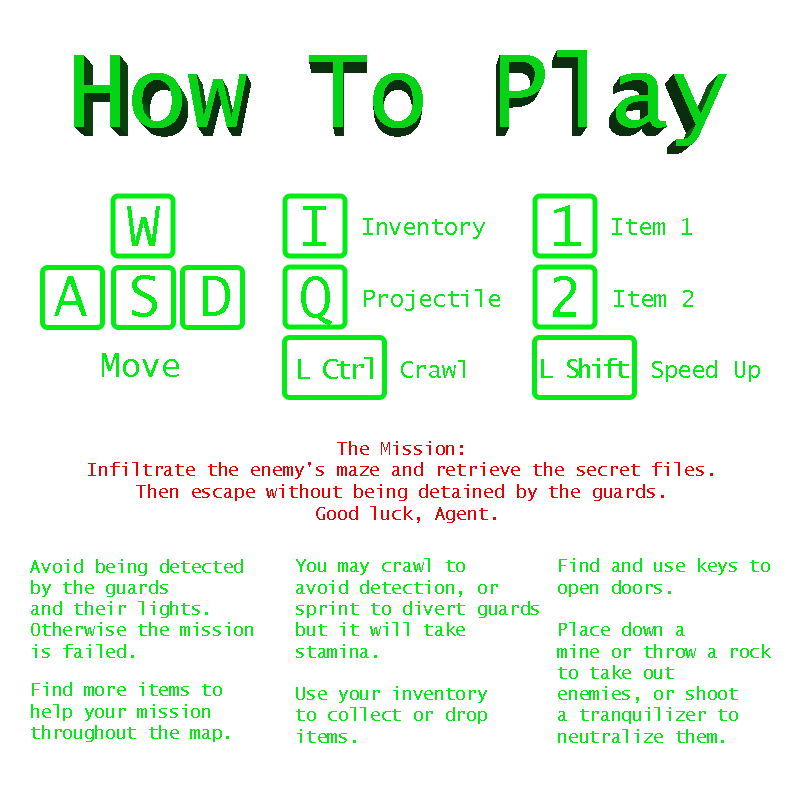 How To Play
W
A S D
Move
I Inventory
Q Projectile
L Ctrl Crawl
1 Item 1
2 Item 2
L Shift Speed Up
The Mission:
Infiltrate the enemy's maze and retrieve the secret files.
Then escape without being detained by the guards.
Good luck, Agent.
Avoid being detected
by the guards
and their lights.
Otherwise the mission
is failed.
Find more items to
help your mission
throughout the map.
You may crawl to
avoid detection, or
sprint to divert guards
but it will take
stamina.
Use your inventory
to collect or drop
items.
Find and use keys to
open doors.
Place down a
mine or throw a rock
to take out
enemies, or shoot
a tranquilizer to
neutralize them.